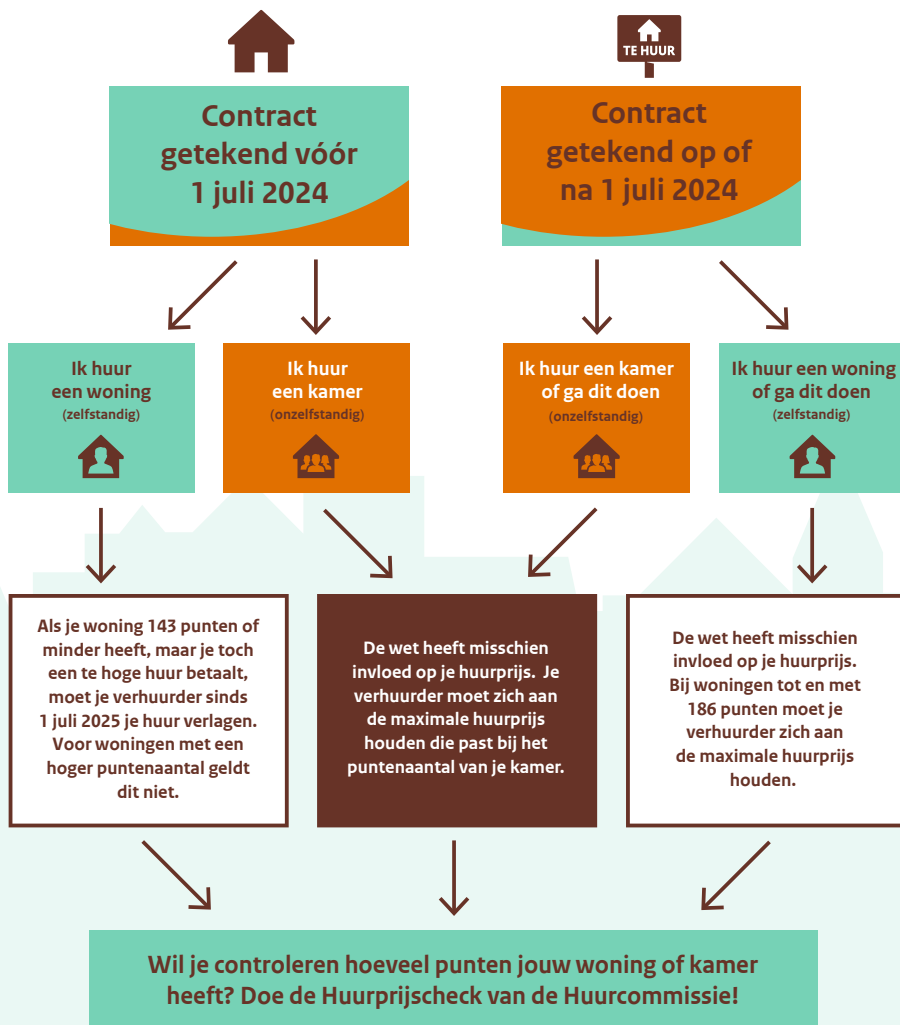 TE HUUR
Contract
getekend vóór
1 juli 2024
Contract
getekend op of
na 1 juli 2024
Ik huur
een woning
(zelfstandig)
Ik huur
een kamer
(onzelfstandig)
Ik huur een kamer
of ga dit doen
(onzelfstandig)
Ik huur een woning
of ga dit doen
(zelfstandig)
Als je woning 143 punten of
minder heeft, maar je toch
een te hoge huur betaalt,
moet je verhuurder sinds
1 juli 2025 je huur verlagen.
Voor woningen met een
hoger puntenaantal geldt
dit niet.
De wet heeft misschien
invloed op je huurprijs. Je
verhuurder moet zich aan
de maximale huurprijs
houden die past bij het
puntenaantal van je kamer.
De wet heeft misschien
invloed op je huurprijs.
Bij woningen tot en met
186 punten moet je
verhuurder zich aan
de maximale huurprijs
houden.
Wil je controleren hoeveel punten jouw woning of kamer
heeft? Doe de Huurprijscheck van de Huurcommissie!